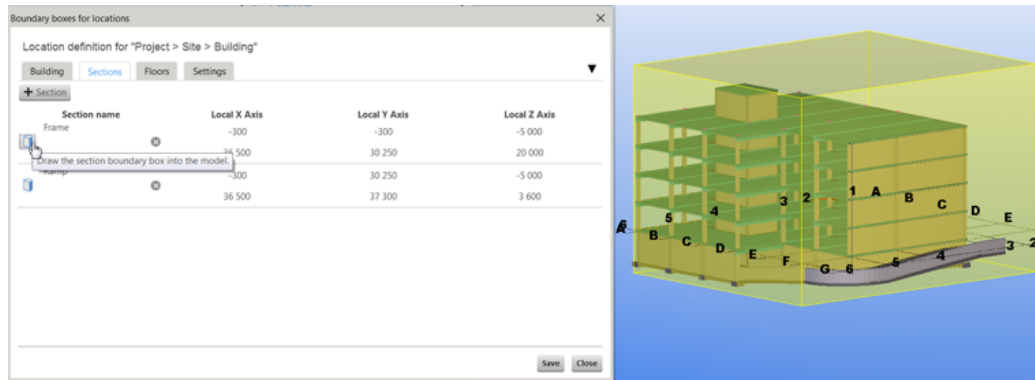 Boundary boxes for locations
Location definition for "Project > Site > Building"
Building Sections Floors Settings
+ Section
Section name Local X Axis Local Y Axis Local Z Axis
Frame -300 -300 -5 000
36 500 30 250 20 000
Draw the section boundary box into the model.
Ramp -300 30 250 -5 000
36 500 37 300 3 600
Save Close
5 4 3 2 1 A B C D E
A B C D E F G 6 5 4 3 2